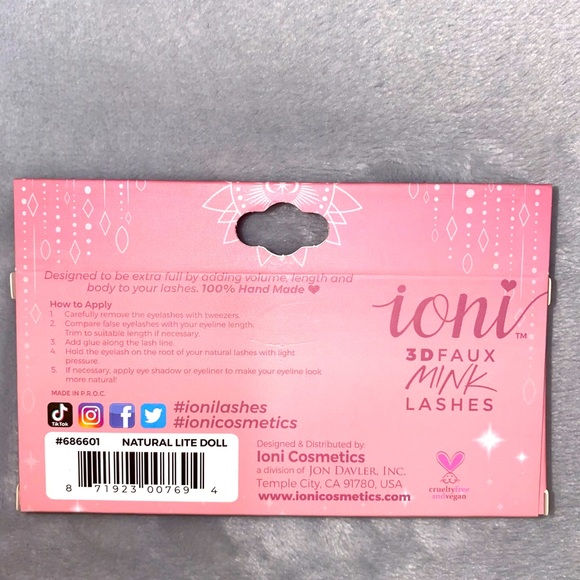 Designed to be extra full by adding volume, length and
body to your lashes. 100% Hand Made ♥
How to Apply
1. Carefully remove the eyelashes with tweezers.
2. Compare false eyelashes with your eyeline length.
Trim to suitable length if necessary.
3. Add glue along the lash line.
4. Hold the eyelash on the root of your natural lashes with light
pressure.
5. If necessary, apply eye shadow or eyeliner to make your eyeline look
more natural!
MADE IN P.R.O.C.
TikTok
#ionilashes
#ionicosmetics
#686601 NATURAL LITE DOLL
8 71923 00769 4
Designed & Distributed by:
Ioni Cosmetics
a division of JON DAVLER, INC.
Temple City, CA 91780, USA
www.ionicosmetics.com
ioni™
3D FAUX
MINK
LASHES
crueltyfree
andvegan